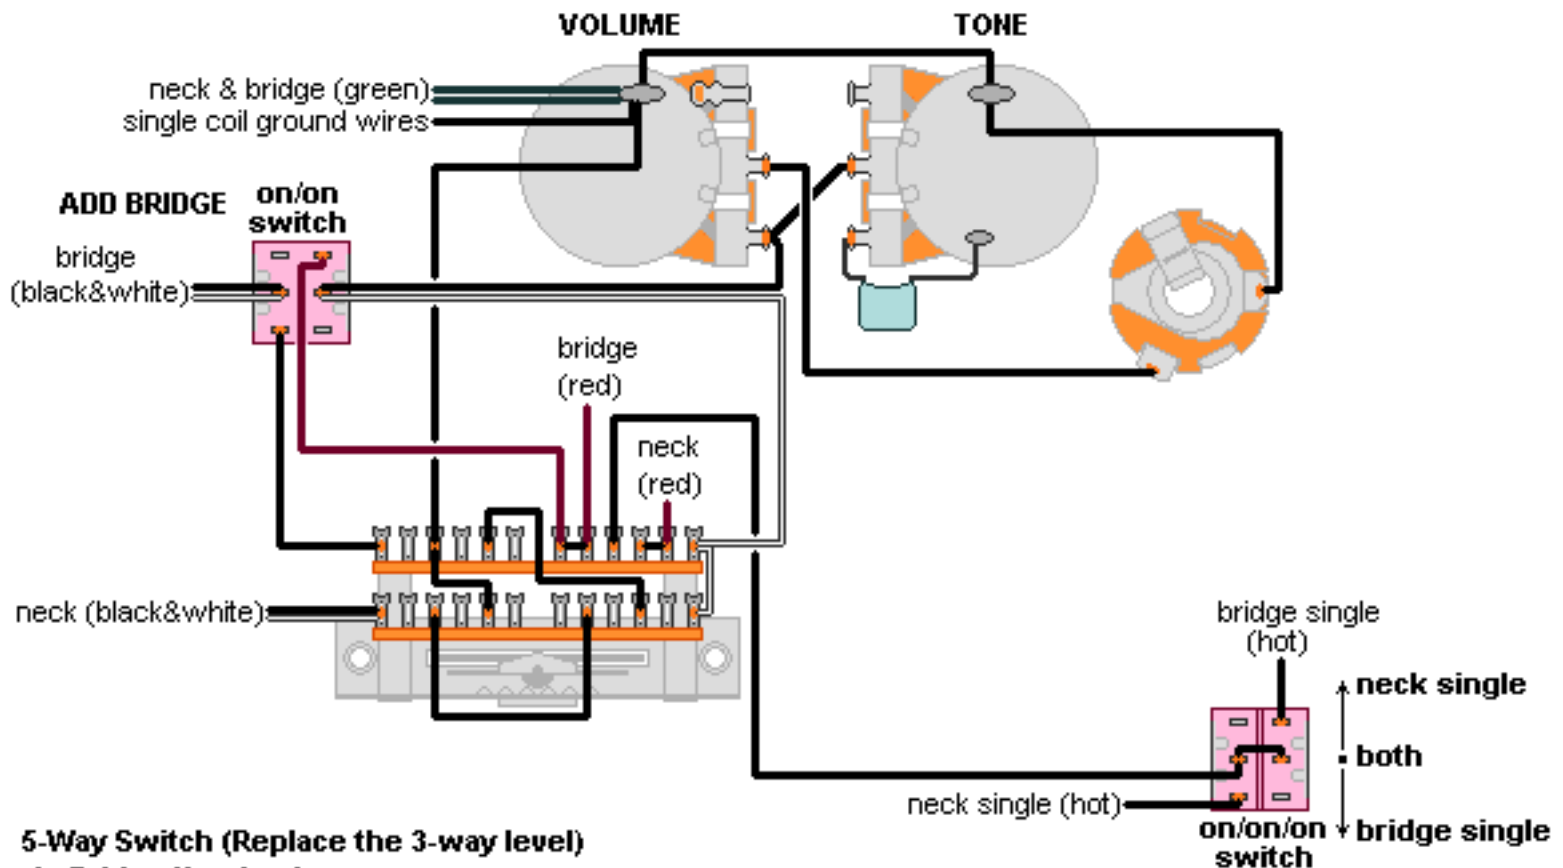 VOLUME
TONE
neck & bridge (green)
single coil ground wires
ADD BRIDGE
on/on
switch
bridge
(black&white)
bridge
(red)
neck
(red)
neck (black&white)
bridge single
(hot)
neck single
both
neck single (hot)
on/on/on
switch
bridge single
5-Way Switch (Replace the 3-way level)